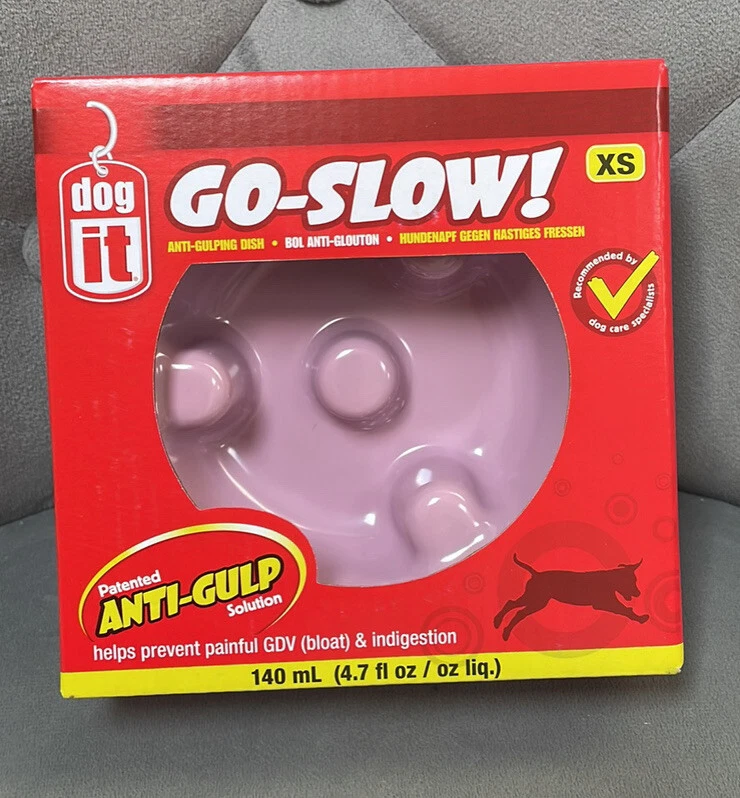 dog
it
GO-SLOW!
XS
ANTI-GULPING DISH • BOL ANTI-GLOUTON • HUNDENAPF GEGEN HASTIGES FRESSEN
Recommended by
dog care specialists
Patented
ANTI-GULP
Solution
helps prevent painful GDV (bloat) & indigestion
140 mL (4.7 fl oz / oz liq.)